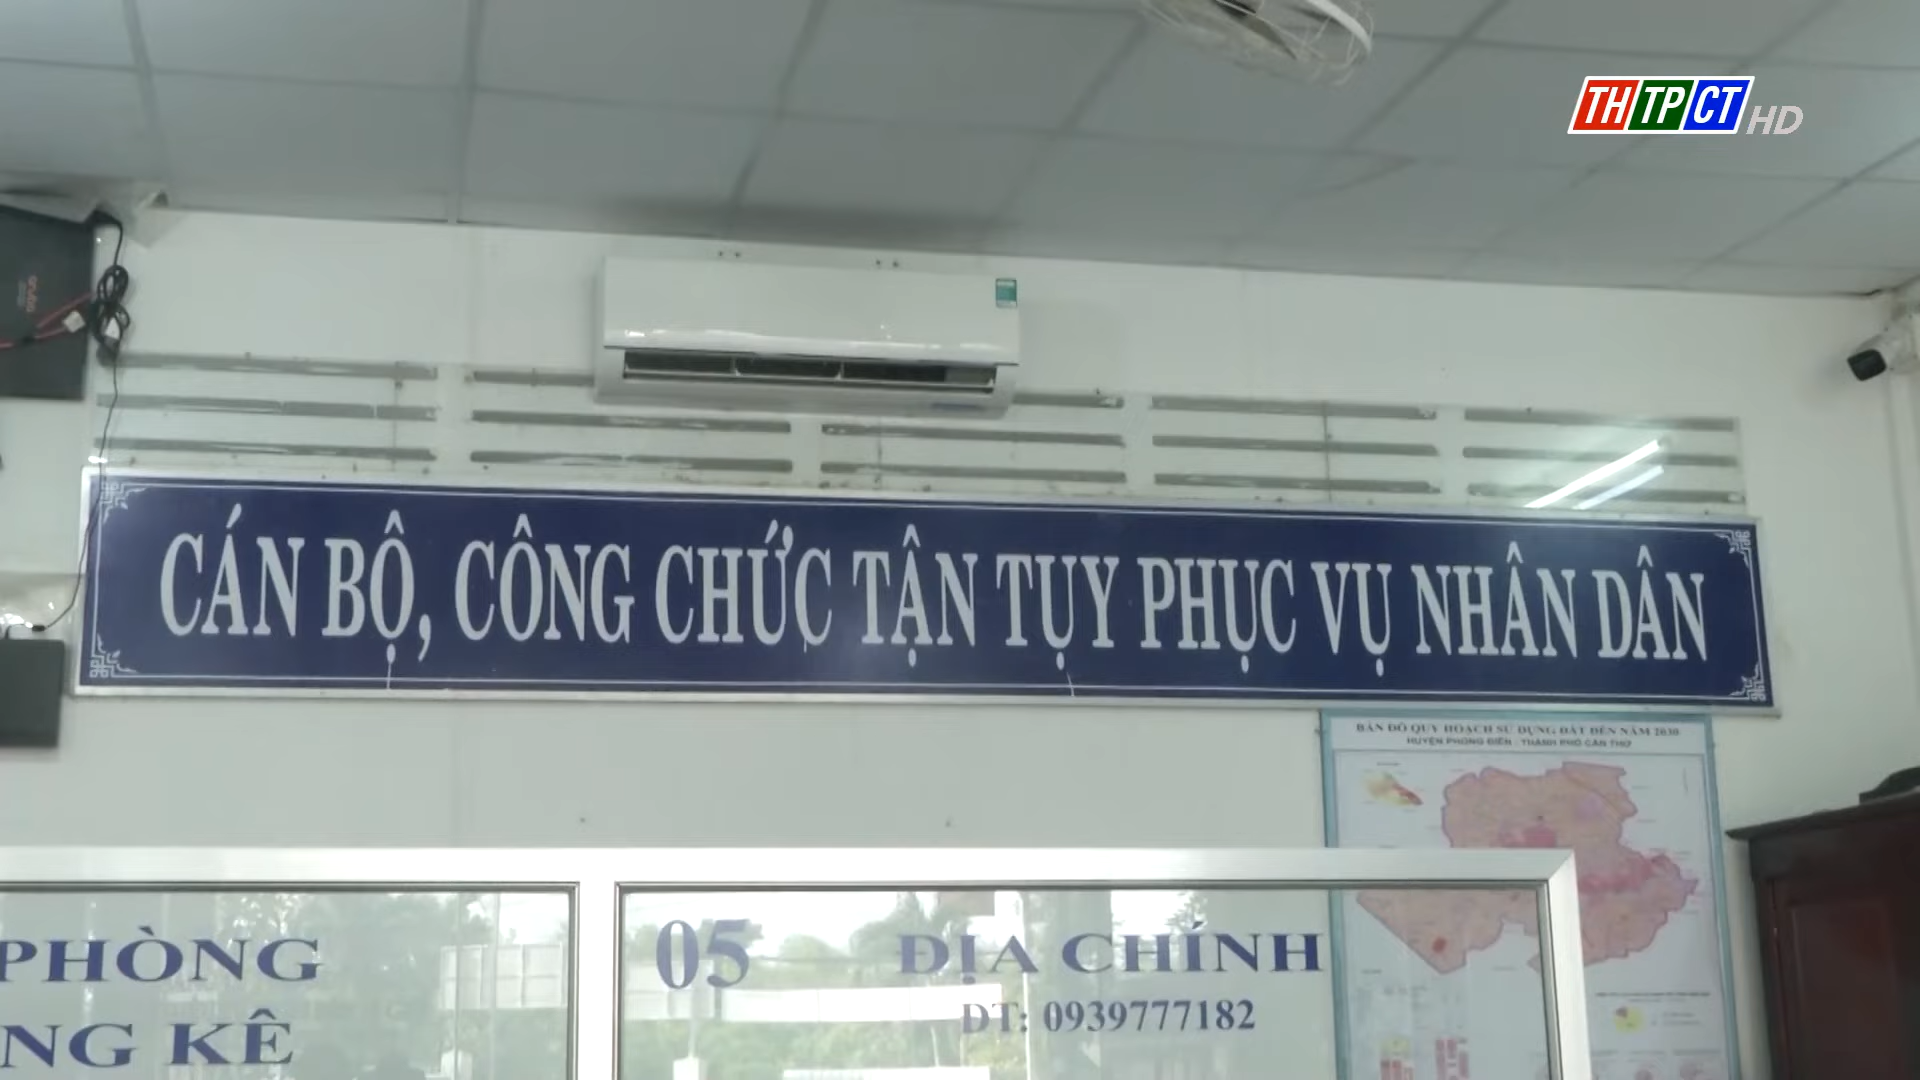 THTPCT HD
CÁN BỘ, CÔNG CHỨC TẬN TỤY PHỤC VỤ NHÂN DÂN
BẢN ĐỒ QUY HOẠCH SỬ DỤNG ĐẤT ĐẾN NĂM 2030
HUYỆN PHONG ĐIỀN - THÀNH PHỐ CẦN THƠ
PHÒNG
NG KÊ
05 ĐỊA CHÍNH
ĐT: 0939777182